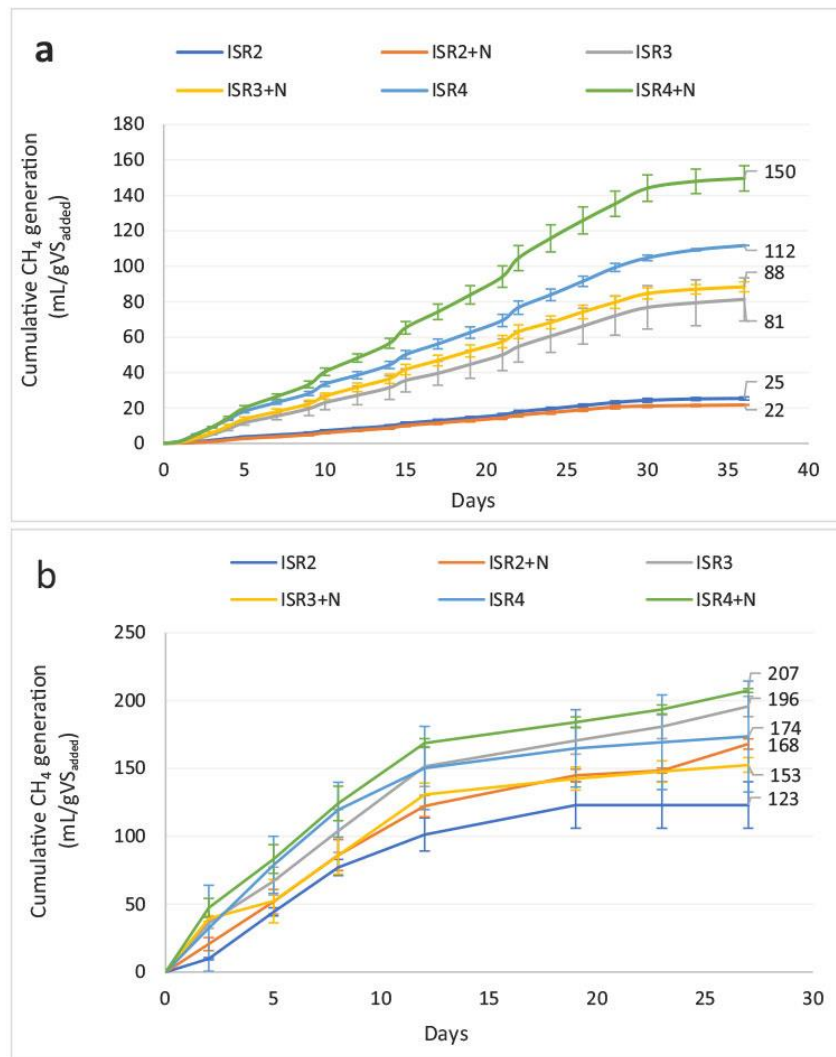 a
ISR2 ISR2+N ISR3
ISR3+N ISR4 ISR4+N
Cumulative CH4 generation
(mL/gVSadded)
180
160
140
120
100
80
60
40
20
0
150
112
88
81
25
22
0 5 10 15 20 25 30 35 40
Days
b
ISR2 ISR2+N ISR3
ISR3+N ISR4 ISR4+N
Cumulative CH4 generation
(mL/gVSadded)
250
200
150
100
50
0
207
196
174
168
153
123
0 5 10 15 20 25 30
Days